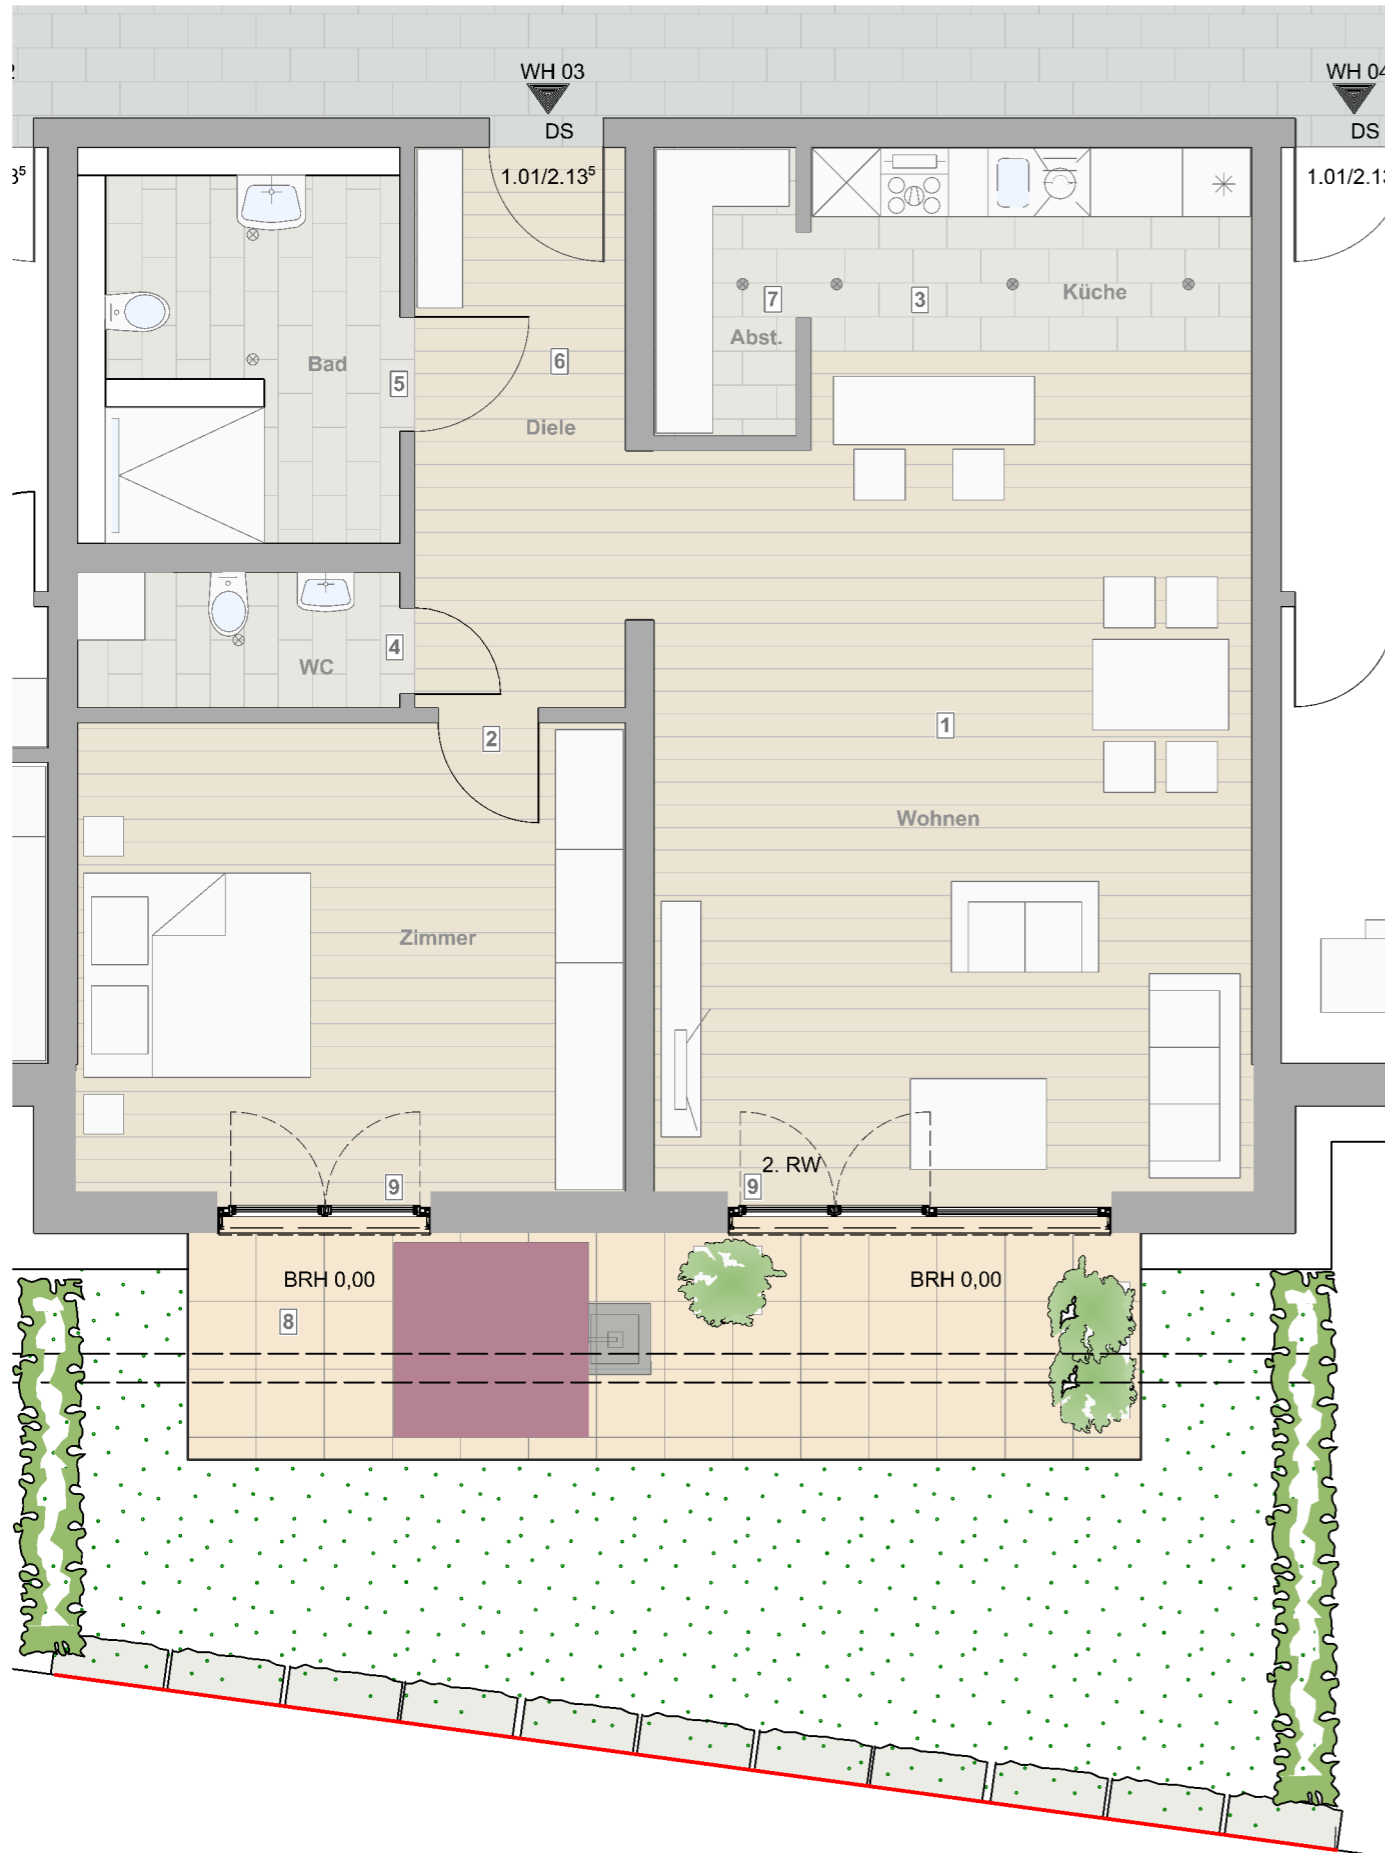 WH 03
WH 04
DS
DS
1.01/2.13⁵
3⁵
1.01/2.13
7
3
Küche
Abst.
6
Bad
5
Diele
4
WC
2
1
Wohnen
Zimmer
2. RW
9
9
BRH 0,00
BRH 0,00
8